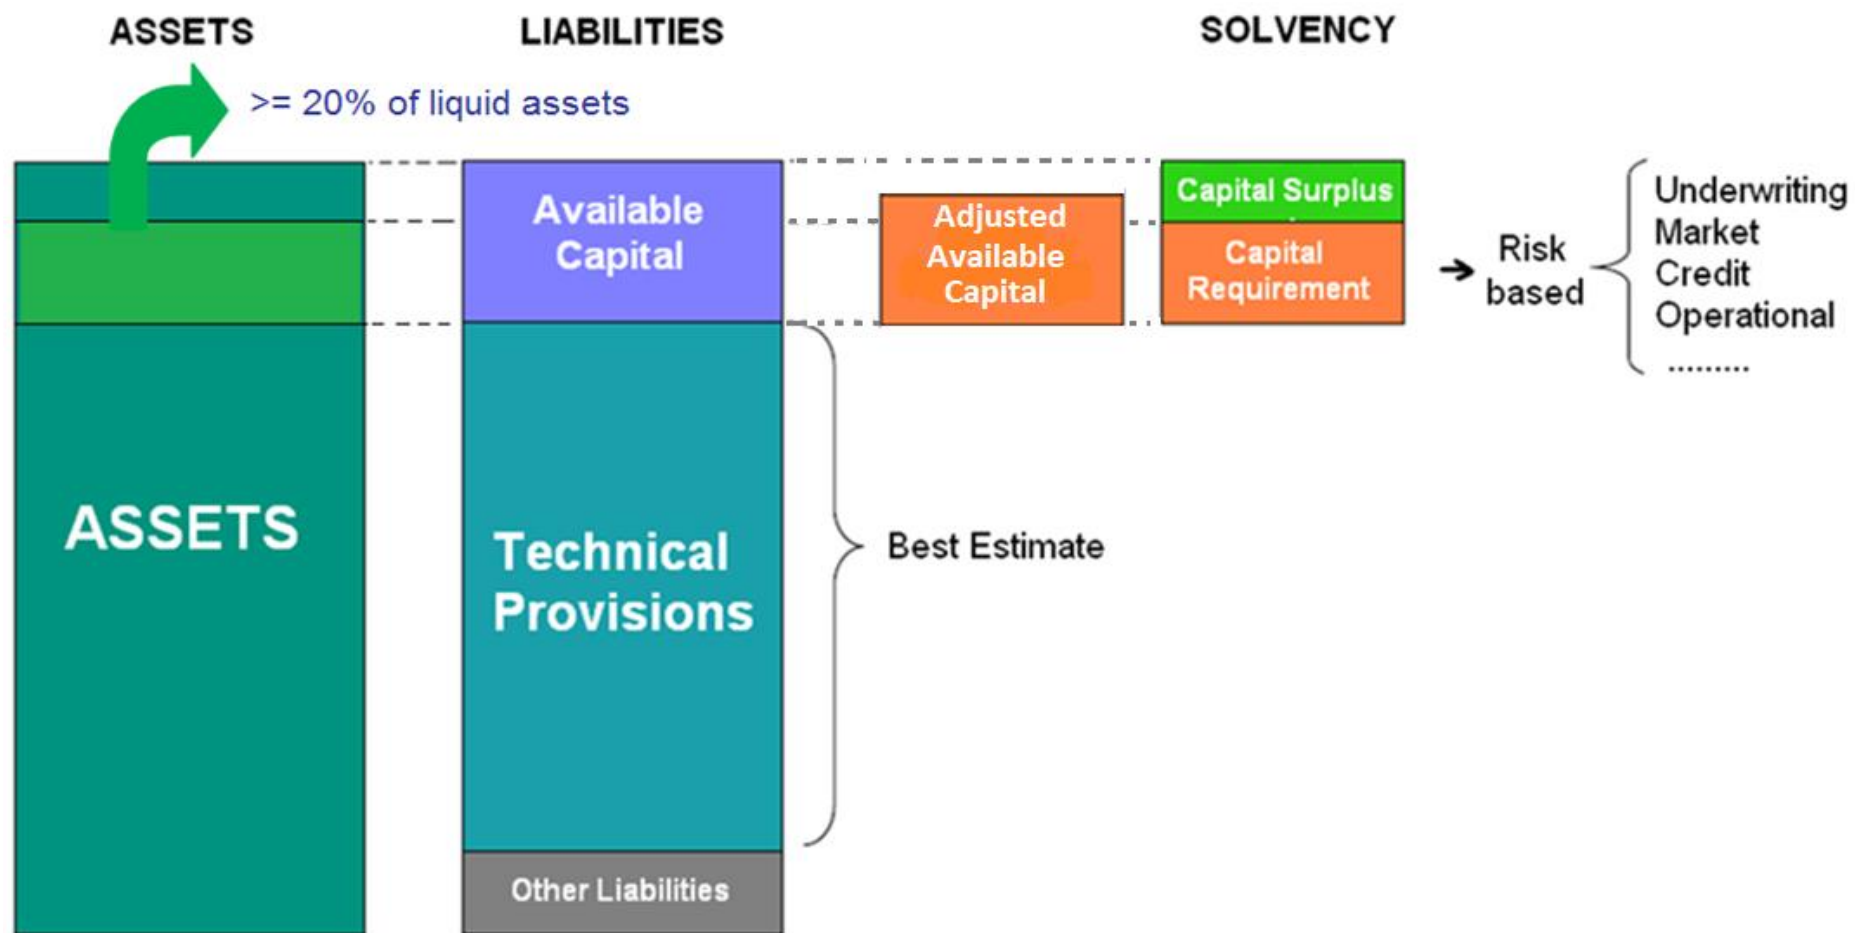 ASSETS
LIABILITIES
SOLVENCY
>= 20% of liquid assets
Available
Capital
Adjusted
Available
Capital
Capital Surplus
Capital
Requirement
Risk
based
Underwriting
Market
Credit
Operational
.........
ASSETS
Technical
Provisions
Best Estimate
Other Liabilities